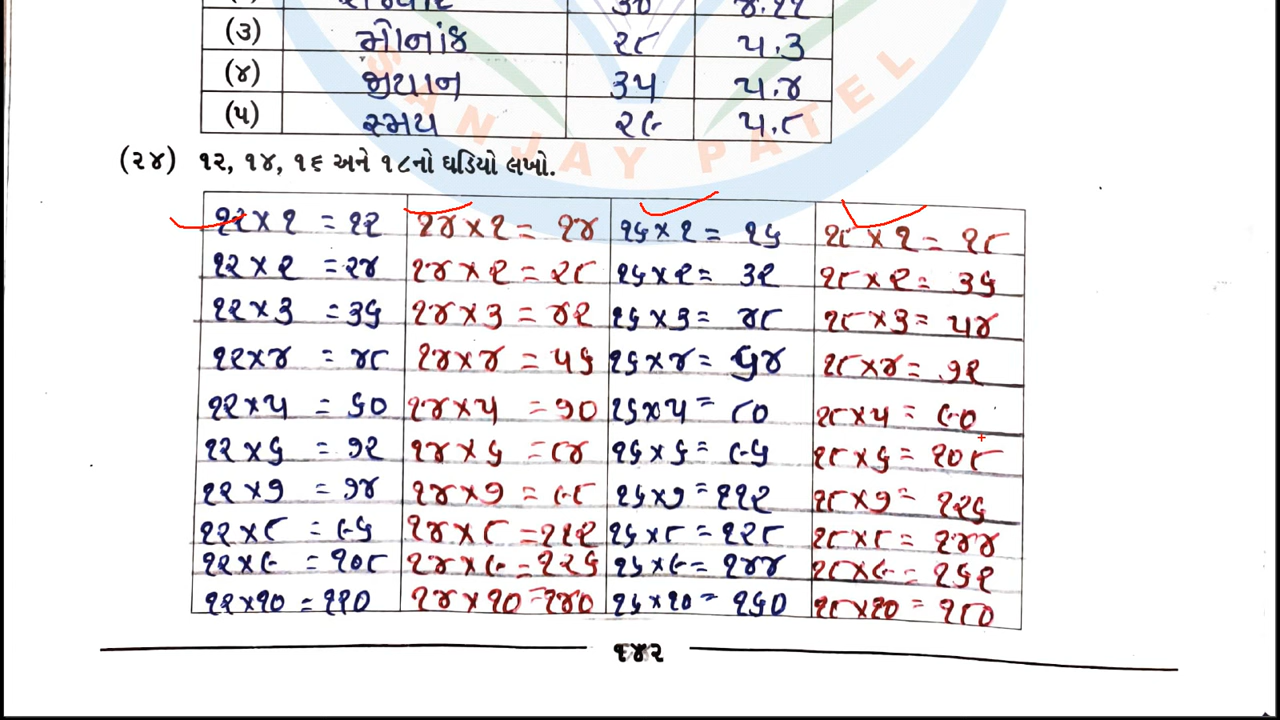 (૩) મોનાંક ૨૮ ૫.૩
(૪) જીયાન ૩૫ ૫.૪
(૫) સ્મય ૨૯ ૫.૮
SANJAY PATEL
(૨૪) ૧૨, ૧૪, ૧૬ અને ૧૮નો ઘડિયો લખો.
૧૨ × ૧ = ૧૨ ૧૪ × ૧ = ૧૪ ૧૬ × ૧ = ૧૬ ૧૮ × ૧ = ૧૮
૧૨ × ૨ = ૨૪ ૧૪ × ૨ = ૨૮ ૧૬ × ૨ = ૩૨ ૧૮ × ૨ = ૩૬
૧૨ × ૩ = ૩૬ ૧૪ × ૩ = ૪૨ ૧૬ × ૩ = ૪૮ ૧૮ × ૩ = ૫૪
૧૨ × ૪ = ૪૮ ૧૪ × ૪ = ૫૬ ૧૬ × ૪ = ૬૪ ૧૮ × ૪ = ૭૨
૧૨ × ૫ = ૬૦ ૧૪ × ૫ = ૭૦ ૧૬ × ૫ = ૮૦ ૧૮ × ૫ = ૯૦
૧૨ × ૬ = ૭૨ ૧૪ × ૬ = ૮૪ ૧૬ × ૬ = ૯૬ ૧૮ × ૬ = ૧૦૮
૧૨ × ૭ = ૭૪ ૧૪ × ૭ = ૯૮ ૧૬ × ૭ = ૧૧૨ ૧૮ × ૭ = ૧૨૬
૧૨ × ૮ = ૯૬ ૧૪ × ૮ = ૧૧૨ ૧૬ × ૮ = ૧૨૮ ૧૮ × ૮ = ૧૪૪
૧૨ × ૯ = ૧૦૮ ૧૪ × ૯ = ૧૨૬ ૧૬ × ૯ = ૧૪૪ ૧૮ × ૯ = ૧૬૨
૧૨ × ૧૦ = ૧૨૦ ૧૪ × ૧૦ = ૧૪૦ ૧૬ × ૧૦ = ૧૬૦ ૧૮ × ૧૦ = ૧૮૦
૧૪૨